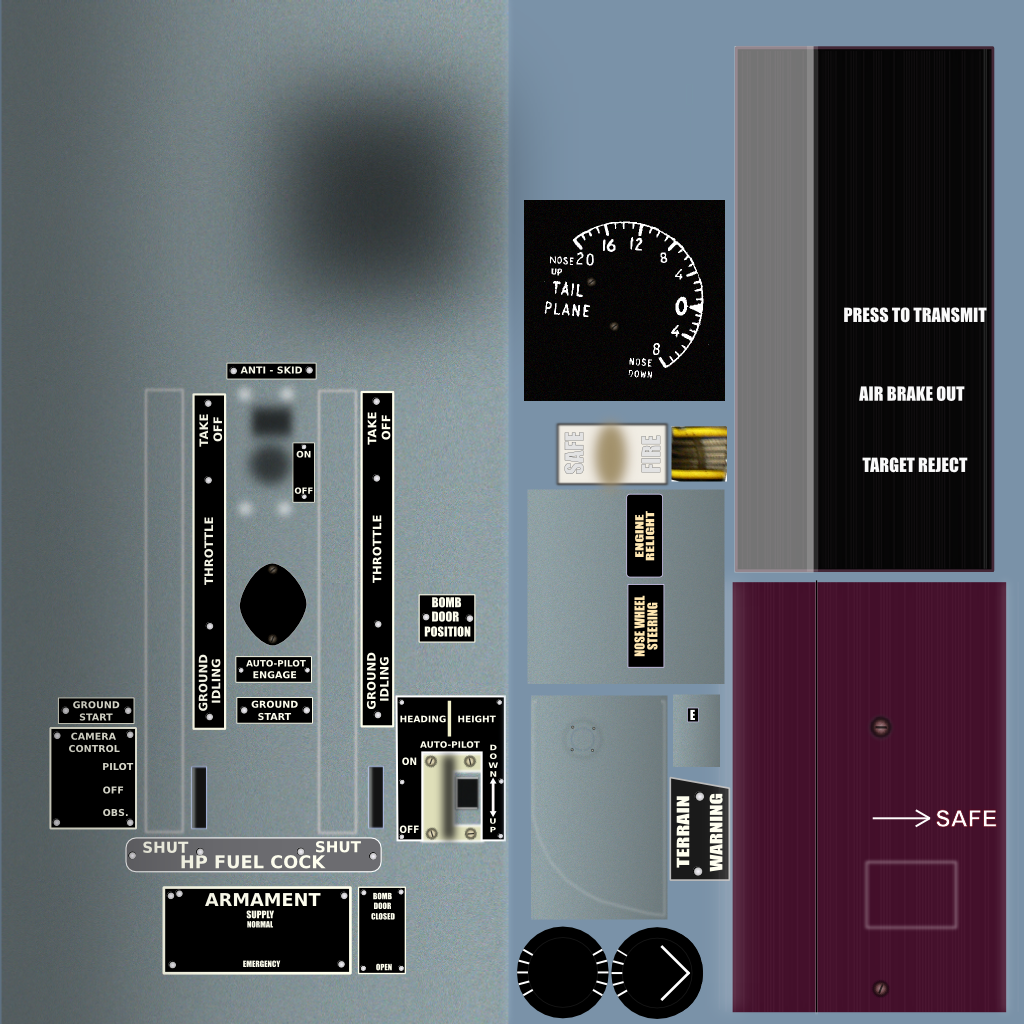 ANTI - SKID
TAKE OFF
THROTTLE
GROUND IDLING
ON
OFF
TAKE OFF
THROTTLE
GROUND IDLING
AUTO-PILOT
ENGAGE
GROUND
START
BOMB
DOOR
POSITION
GROUND
START
CAMERA
CONTROL
PILOT
OFF
OBS.
HEADING HEIGHT
AUTO-PILOT
ON
OFF
DOWN
UP
SHUT SHUT
HP FUEL COCK
ARMAMENT
SUPPLY
NORMAL
EMERGENCY
BOMB
DOOR
CLOSED
OPEN
20 16 12 8 4 0 4 8
NOSE
UP
TAIL
PLANE
NOSE
DOWN
SAFE
FIRE
ENGINE
RELIGHT
NOSE WHEEL
STEERING
E
TERRAIN
WARNING
PRESS TO TRANSMIT
AIR BRAKE OUT
TARGET REJECT
SAFE